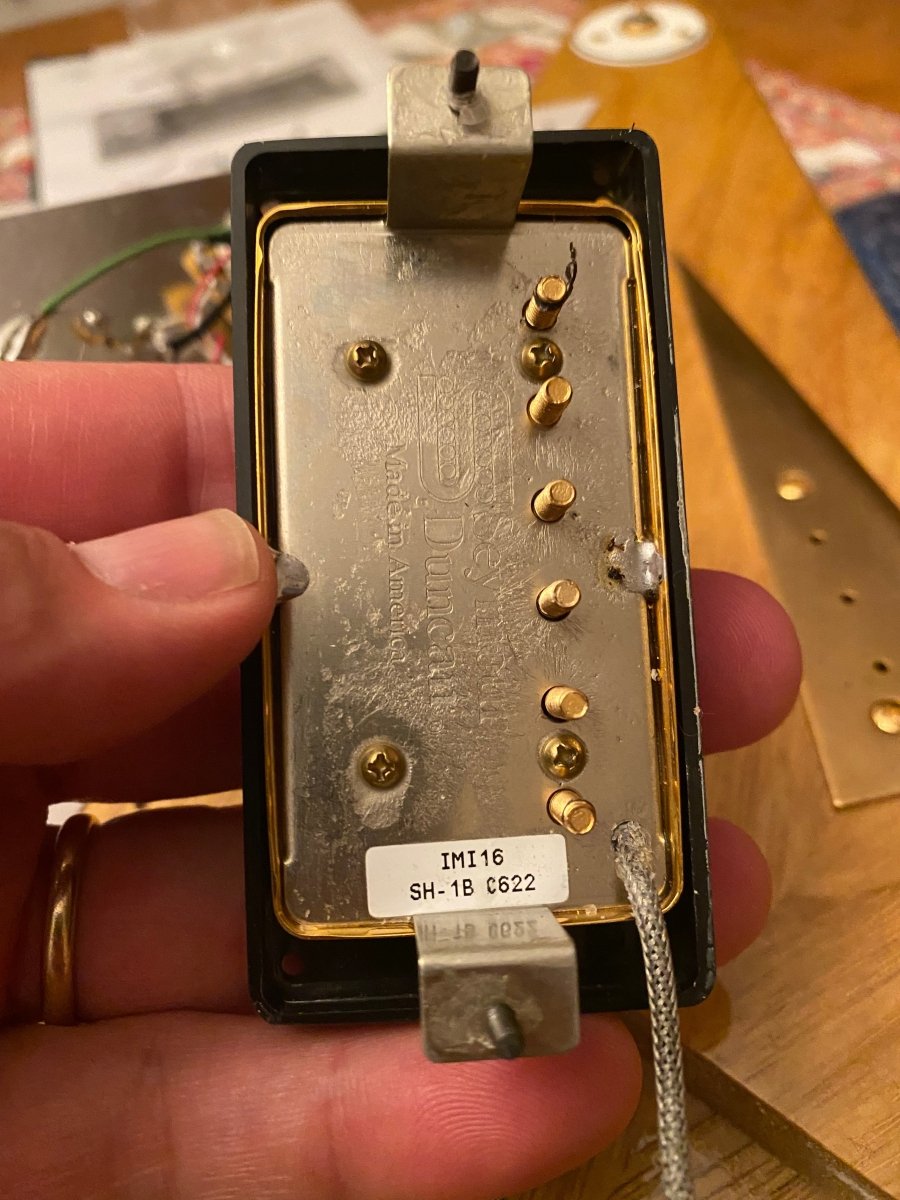 Seymour
Duncan
Made in America
IMI16
SH-1B C622